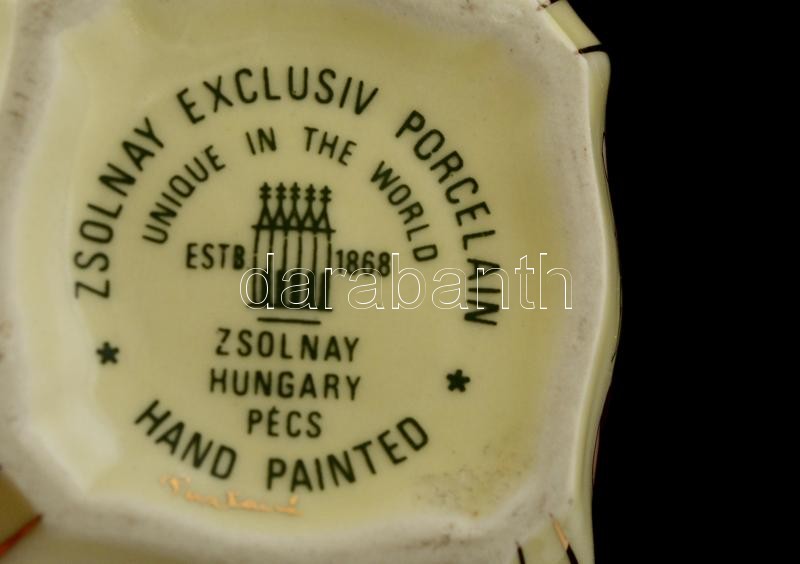 ZSOLNAY EXCLUSIV PORCELAIN
UNIQUE IN THE WORLD
ESTB 1868
darabanth
ZSOLNAY
HUNGARY
PÉCS
* HAND PAINTED *